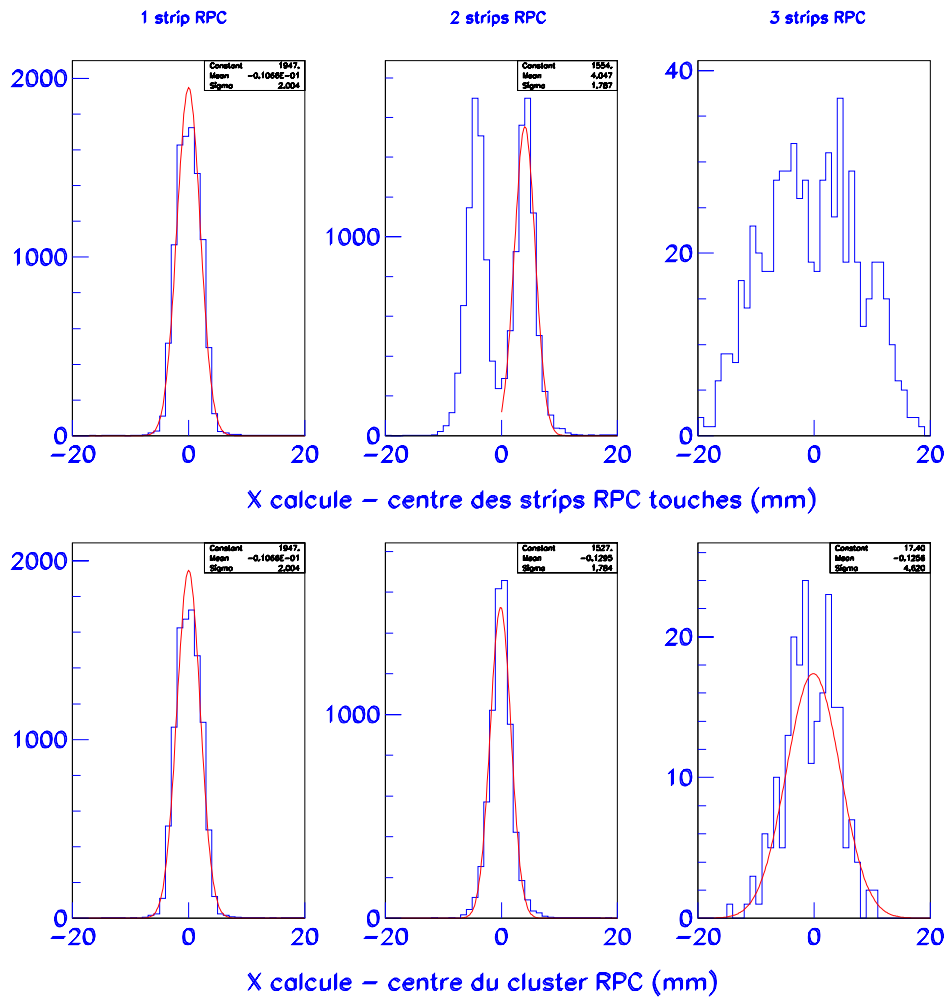 1 strip RPC 2 strips RPC 3 strips RPC
Constant 1947.
Mean -0.1066E-01
Sigma 2.004
Constant 1554.
Mean 4.047
Sigma 1.787
2000
1000
0
-20 0 20
1000
0
-20 0 20
40
20
0
-20 0 20
X calcule - centre des strips RPC touches (mm)
Constant 1947.
Mean -0.1066E-01
Sigma 2.004
Constant 1527.
Mean -0.1295
Sigma 1.784
Constant 17.40
Mean -0.1256
Sigma 4.620
2000
1000
0
-20 0 20
1000
0
-20 0 20
20
10
0
-20 0 20
X calcule - centre du cluster RPC (mm)